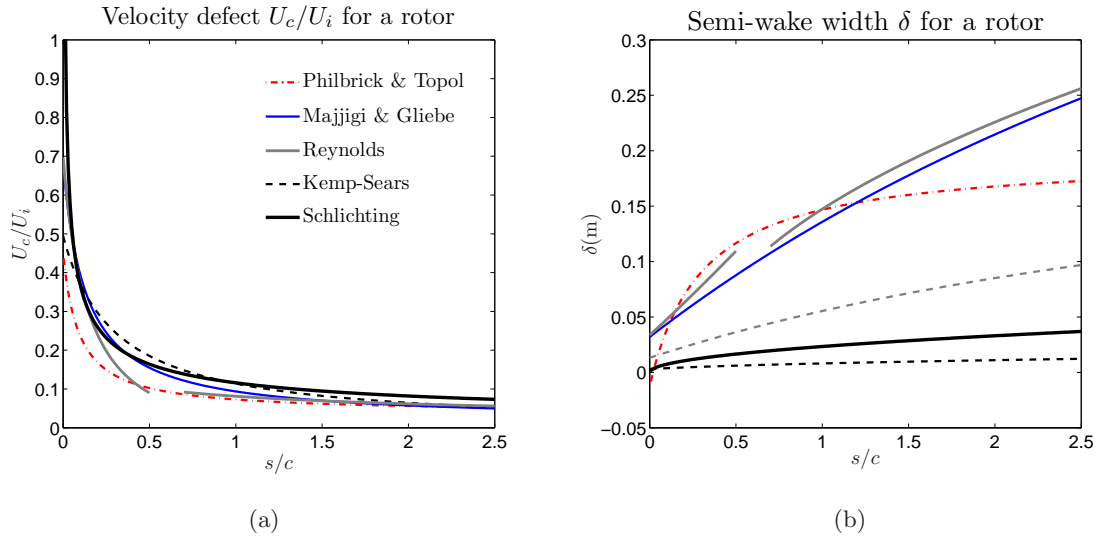 Velocity defect U_c/U_i for a rotor
1
0.9
0.8
0.7
0.6
0.5
0.4
0.3
0.2
0.1
0
U_c/U_i
Philbrick & Topol
Majjigi & Gliebe
Reynolds
Kemp-Sears
Schlichting
0 0.5 1 1.5 2 2.5
s/c
(a)
Semi-wake width δ for a rotor
0.3
0.25
0.2
0.15
0.1
0.05
0
-0.05
δ(m)
0 0.5 1 1.5 2 2.5
s/c
(b)